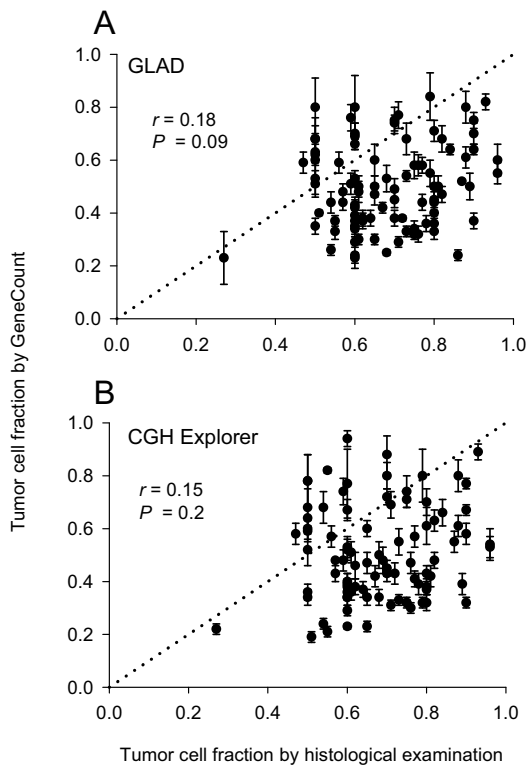 A
GLAD
r = 0.18
P = 0.09
1.0
0.8
0.6
0.4
0.2
0.0
0.0 0.2 0.4 0.6 0.8 1.0
Tumor cell fraction by GeneCount
B
CGH Explorer
r = 0.15
P = 0.2
1.0
0.8
0.6
0.4
0.2
0.0
0.0 0.2 0.4 0.6 0.8 1.0
Tumor cell fraction by histological examination